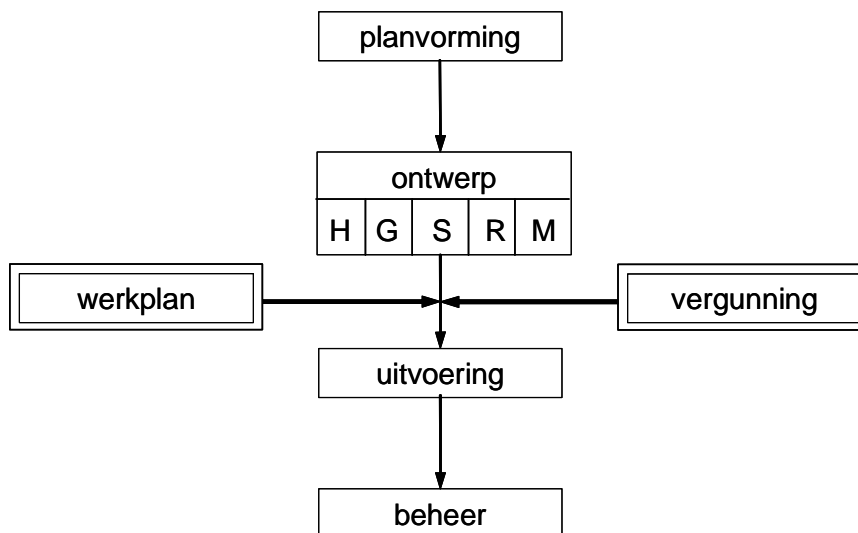 planvorming
ontwerp
H G S R M
werkplan
vergunning
uitvoering
beheer